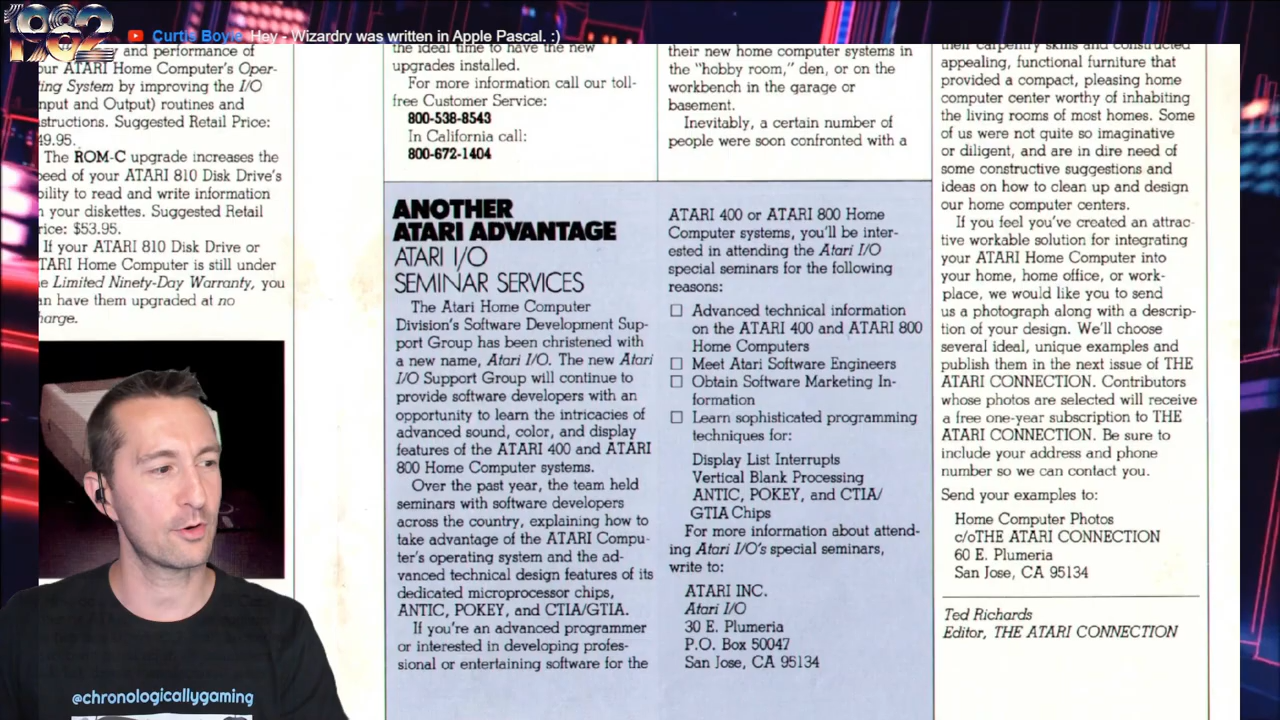 1982
Curtis Boyle Hey - Wizardry was written in Apple Pascal. :)
and performance of
ATARI Home Computer's Oper-
System by improving the I/O
(Input and Output) routines and
Suggested Retail Price:
The ROM-C upgrade increases the
of your ATARI 810 Disk Drive's
to read and write information
your diskettes. Suggested Retail
$53.95.
If your ATARI 810 Disk Drive or
Home Computer is still under
Limited Ninety-Day Warranty, you
have them upgraded at no
the ideal time to have the new
upgrades installed.
For more information call our toll-
free Customer Service:
800-538-8543
In California call:
800-672-1404
their new home computer systems in
the "hobby room," den, or on the
workbench in the garage or
basement.
Inevitably, a certain number of
people were soon confronted with a
ANOTHER
ATARI ADVANTAGE
ATARI I/O
SEMINAR SERVICES
The Atari Home Computer
Division's Software Development Sup-
port Group has been christened with
a new name, Atari I/O. The new Atari
I/O Support Group will continue to
provide software developers with an
opportunity to learn the intricacies of
advanced sound, color, and display
features of the ATARI 400 and ATARI
800 Home Computer systems.
Over the past year, the team held
seminars with software developers
across the country, explaining how to
take advantage of the ATARI Compu-
ter's operating system and the ad-
vanced technical design features of its
dedicated microprocessor chips,
ANTIC, POKEY, and CTIA/GTIA.
If you're an advanced programmer
or interested in developing profes-
sional or entertaining software for the
ATARI 400 or ATARI 800 Home
Computer systems, you'll be inter-
ested in attending the Atari I/O
special seminars for the following
reasons:
☐ Advanced technical information
on the ATARI 400 and ATARI 800
Home Computers
☐ Meet Atari Software Engineers
☐ Obtain Software Marketing In-
formation
☐ Learn sophisticated programming
techniques for:
Display List Interrupts
Vertical Blank Processing
ANTIC, POKEY, and CTIA/
GTIA Chips
For more information about attend-
ing Atari I/O's special seminars,
write to:
ATARI INC.
Atari I/O
30 E. Plumeria
P.O. Box 50047
San Jose, CA 95134
their carpentry skills and constructed
appealing, functional furniture that
provided a compact, pleasing home
computer center worthy of inhabiting
the living rooms of most homes. Some
of us were not quite so imaginative
or diligent, and are in dire need of
some constructive suggestions and
ideas on how to clean up and design
our home computer centers.
If you feel you've created an attrac-
tive workable solution for integrating
your ATARI Home Computer into
your home, home office, or work-
place, we would like you to send
us a photograph along with a descrip-
tion of your design. We'll choose
several ideal, unique examples and
publish them in the next issue of THE
ATARI CONNECTION. Contributors
whose photos are selected will receive
a free one-year subscription to THE
ATARI CONNECTION. Be sure to
include your address and phone
number so we can contact you.
Send your examples to:
Home Computer Photos
c/oTHE ATARI CONNECTION
60 E. Plumeria
San Jose, CA 95134
Ted Richards
Editor, THE ATARI CONNECTION
@chronologicallygaming